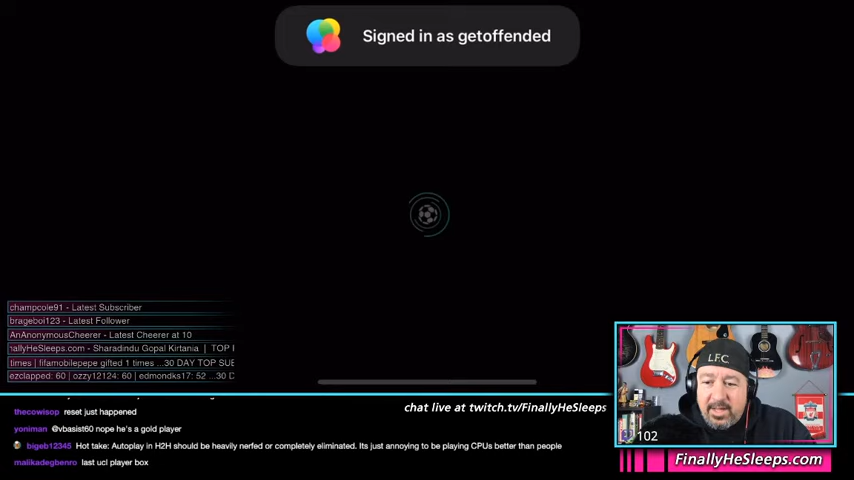 Signed in as getoffended
champcole91 - Latest Subscriber
brageboi123 - Latest Follower
AnAnonymousCheerer - Latest Cheerer at 10
nallyHeSleeps.com - Sharadindu Gopal Kirtania | TOP
times | fifamobilepepe gifted 1 times ...30 DAY TOP SUB
ezclapped: 60 | ozzy12124: 60 | edmondks17: 52 ...30 D
thecowisop reset just happened
yoniman @vbasist60 nope he's a gold player
bigeb12345 Hot take: Autoplay in H2H should be heavily nerfed or completely eliminated. Its just annoying to be playing CPUs better than people
malikadegbenro last ucl player box
chat live at twitch.tv/FinallyHeSleeps
L.F.C.
102
FinallyHeSleeps.com